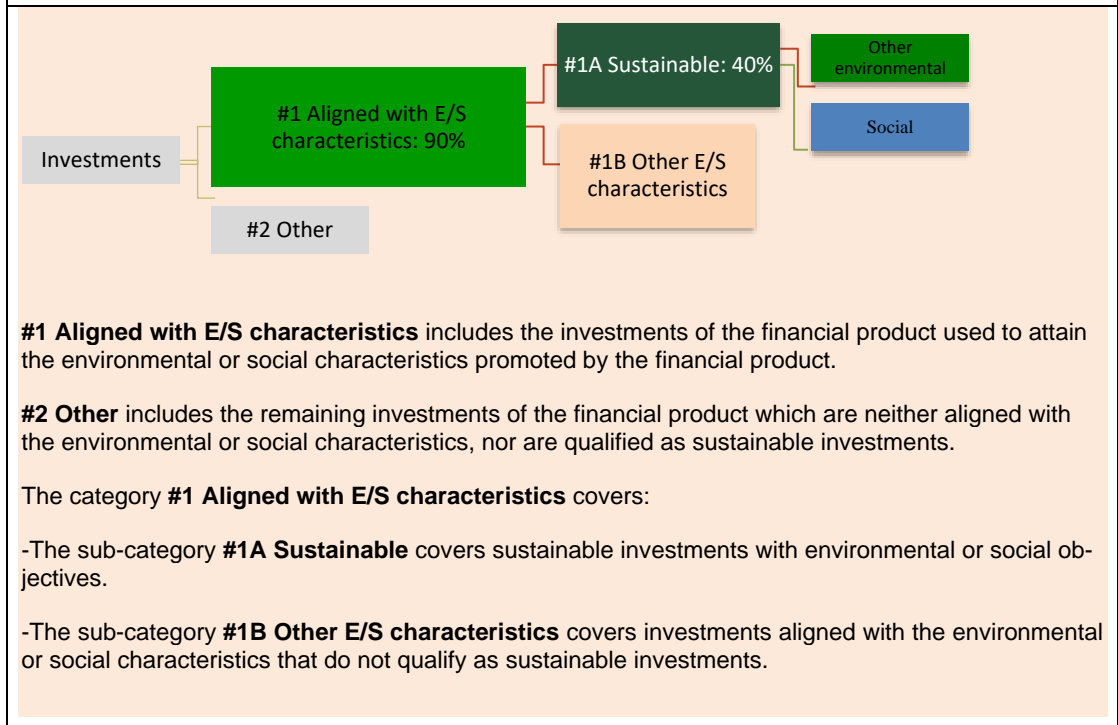 Investments
#1 Aligned with E/S
characteristics: 90%
#2 Other
#1A Sustainable: 40%
#1B Other E/S
characteristics
Other
environmental
Social
#1 Aligned with E/S characteristics includes the investments of the financial product used to attain
the environmental or social characteristics promoted by the financial product.
#2 Other includes the remaining investments of the financial product which are neither aligned with
the environmental or social characteristics, nor are qualified as sustainable investments.
The category #1 Aligned with E/S characteristics covers:
-The sub-category #1A Sustainable covers sustainable investments with environmental or social ob-
jectives.
-The sub-category #1B Other E/S characteristics covers investments aligned with the environmental
or social characteristics that do not qualify as sustainable investments.